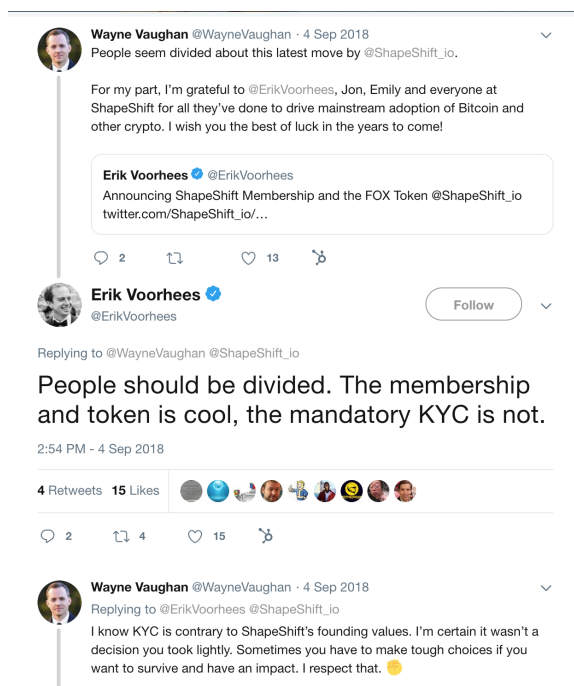 Wayne Vaughan @WayneVaughan · 4 Sep 2018
People seem divided about this latest move by @ShapeShift_io.
For my part, I'm grateful to @ErikVoorhees, Jon, Emily and everyone at
ShapeShift for all they've done to drive mainstream adoption of Bitcoin and
other crypto. I wish you the best of luck in the years to come!
Erik Voorhees @ErikVoorhees
Announcing ShapeShift Membership and the FOX Token @ShapeShift_io
twitter.com/ShapeShift_io/…
2 13
Erik Voorhees
@ErikVoorhees
Follow
Replying to @WayneVaughan @ShapeShift_io
People should be divided. The membership
and token is cool, the mandatory KYC is not.
2:54 PM - 4 Sep 2018
4 Retweets 15 Likes
2 4 15
Wayne Vaughan @WayneVaughan · 4 Sep 2018
Replying to @ErikVoorhees @ShapeShift_io
I know KYC is contrary to ShapeShift's founding values. I'm certain it wasn't a
decision you took lightly. Sometimes you have to make tough choices if you
want to survive and have an impact. I respect that. ✊